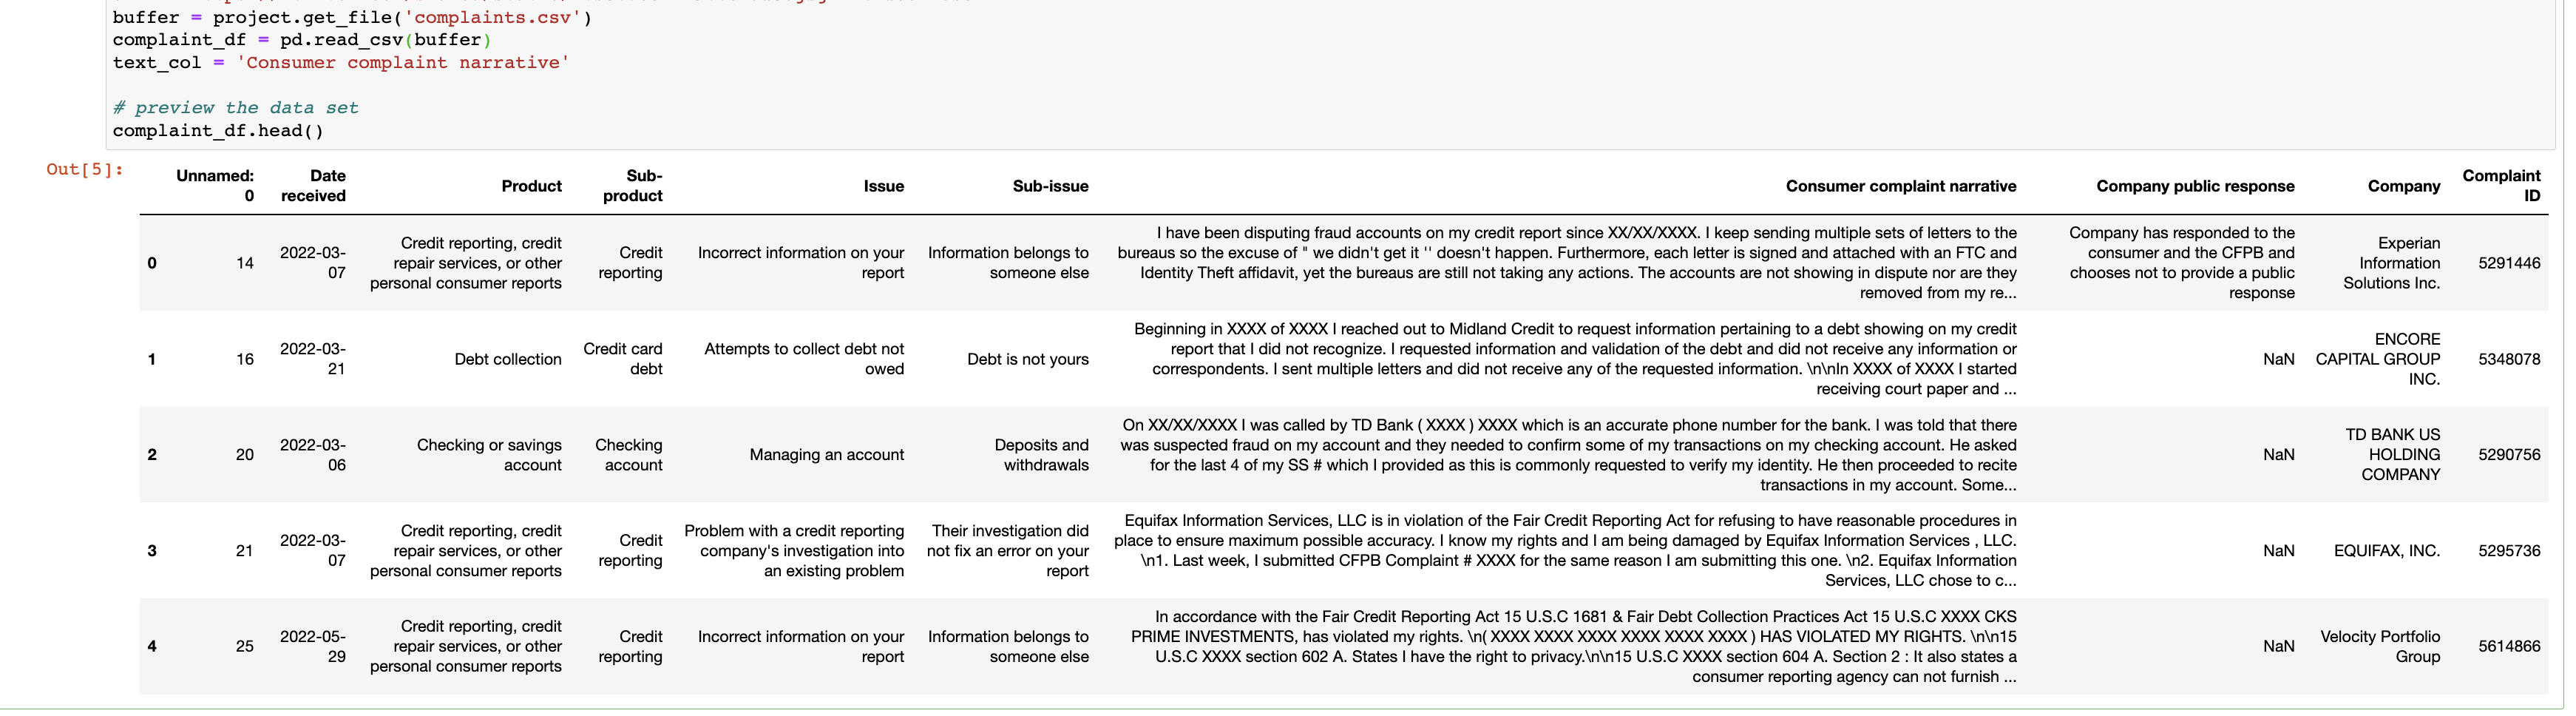 buffer = project.get_file('complaints.csv')
complaint_df = pd.read_csv(buffer)
text_col = 'Consumer complaint narrative'
# preview the data set
complaint_df.head()
Out[5]:
Unnamed: 0 Date received Product Sub-product Issue Sub-issue Consumer complaint narrative Company public response Company Complaint ID
0 14 2022-03-07 Credit reporting, credit repair services, or other personal consumer reports Credit reporting Incorrect information on your report Information belongs to someone else I have been disputing fraud accounts on my credit report since XX/XX/XXXX. I keep sending multiple sets of letters to the bureaus so the excuse of " we didn't get it '' doesn't happen. Furthermore, each letter is signed and attached with an FTC and Identity Theft affidavit, yet the bureaus are still not taking any actions. The accounts are not showing in dispute nor are they removed from my re... Company has responded to the consumer and the CFPB and chooses not to provide a public response Experian Information Solutions Inc. 5291446
1 16 2022-03-21 Debt collection Credit card debt Attempts to collect debt not owed Debt is not yours Beginning in XXXX of XXXX I reached out to Midland Credit to request information pertaining to a debt showing on my credit report that I did not recognize. I requested information and validation of the debt and did not receive any information or correspondents. I sent multiple letters and did not receive any of the requested information. \n\nIn XXXX of XXXX I started receiving court paper and ... NaN ENCORE CAPITAL GROUP INC. 5348078
2 20 2022-03-06 Checking or savings account Checking account Managing an account Deposits and withdrawals On XX/XX/XXXX I was called by TD Bank ( XXXX ) XXXX which is an accurate phone number for the bank. I was told that there was suspected fraud on my account and they needed to confirm some of my transactions on my checking account. He asked for the last 4 of my SS # which I provided as this is commonly requested to verify my identity. He then proceeded to recite transactions in my account. Some... NaN TD BANK US HOLDING COMPANY 5290756
3 21 2022-03-07 Credit reporting, credit repair services, or other personal consumer reports Credit reporting Problem with a credit reporting company's investigation into an existing problem Their investigation did not fix an error on your report Equifax Information Services, LLC is in violation of the Fair Credit Reporting Act for refusing to have reasonable procedures in place to ensure maximum possible accuracy. I know my rights and I am being damaged by Equifax Information Services , LLC. \n1. Last week, I submitted CFPB Complaint # XXXX for the same reason I am submitting this one. \n2. Equifax Information Services, LLC chose to c... NaN EQUIFAX, INC. 5295736
4 25 2022-05-29 Credit reporting, credit repair services, or other personal consumer reports Credit reporting Incorrect information on your report Information belongs to someone else In accordance with the Fair Credit Reporting Act 15 U.S.C 1681 & Fair Debt Collection Practices Act 15 U.S.C XXXX CKS PRIME INVESTMENTS, has violated my rights. \n( XXXX XXXX XXXX XXXX XXXX XXXX ) HAS VIOLATED MY RIGHTS. \n\n15 U.S.C XXXX section 602 A. States I have the right to privacy.\n\n15 U.S.C XXXX section 604 A. Section 2 : It also states a consumer reporting agency can not furnish ... NaN Velocity Portfolio Group 5614866